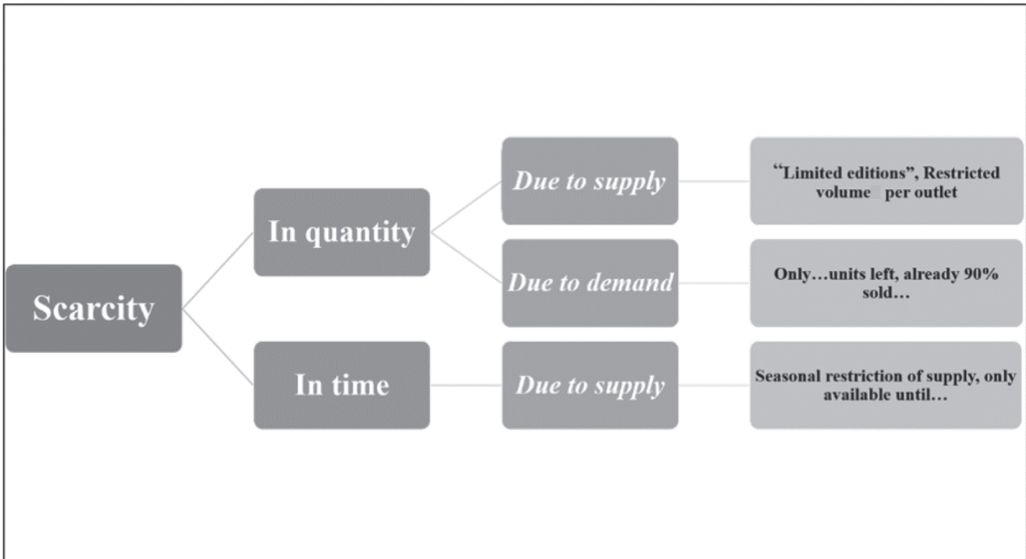 Scarcity
In quantity
In time
Due to supply
Due to demand
Due to supply
“Limited editions”, Restricted
volume per outlet
Only…units left, already 90%
sold…
Seasonal restriction of supply, only
available until…